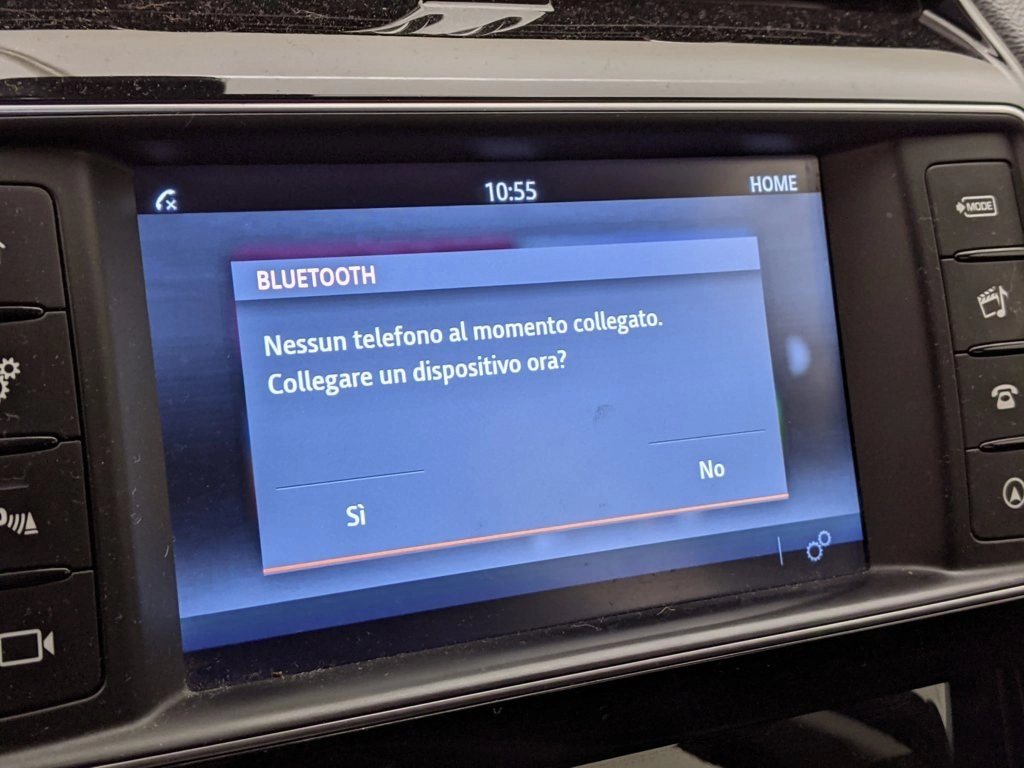 10:55
HOME
MODE
BLUETOOTH
Nessun telefono al momento collegato.
Collegare un dispositivo ora?
Sì
No
P